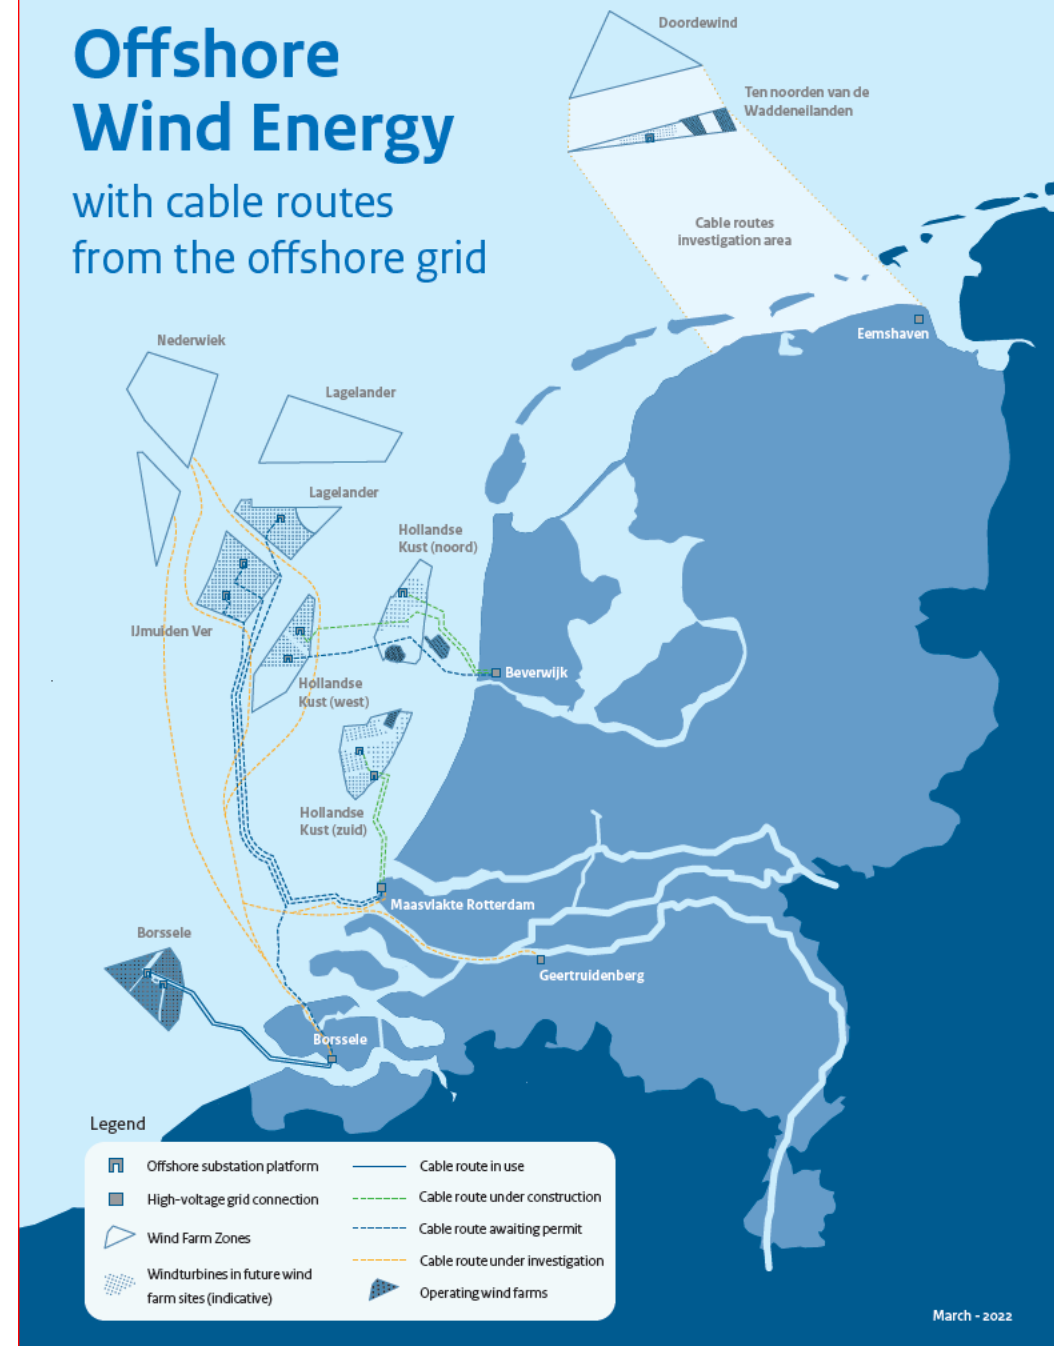 Offshore
Wind Energy
with cable routes
from the offshore grid
Doordewind
Ten noorden van de
Waddeneilanden
Cable routes
investigation area
Eemshaven
Nederwiek
Lagelander
Lagelander
Hollandse
Kust (noord)
IJmuiden Ver
Beverwijk
Hollandse
Kust (west)
Hollandse
Kust (zuid)
Maasvlakte Rotterdam
Borssele
Geertruidenberg
Borssele
Legend
Offshore substation platform
High-voltage grid connection
Wind Farm Zones
Windturbines in future wind
farm sites (indicative)
Cable route in use
Cable route under construction
Cable route awaiting permit
Cable route under investigation
Operating wind farms
March - 2022